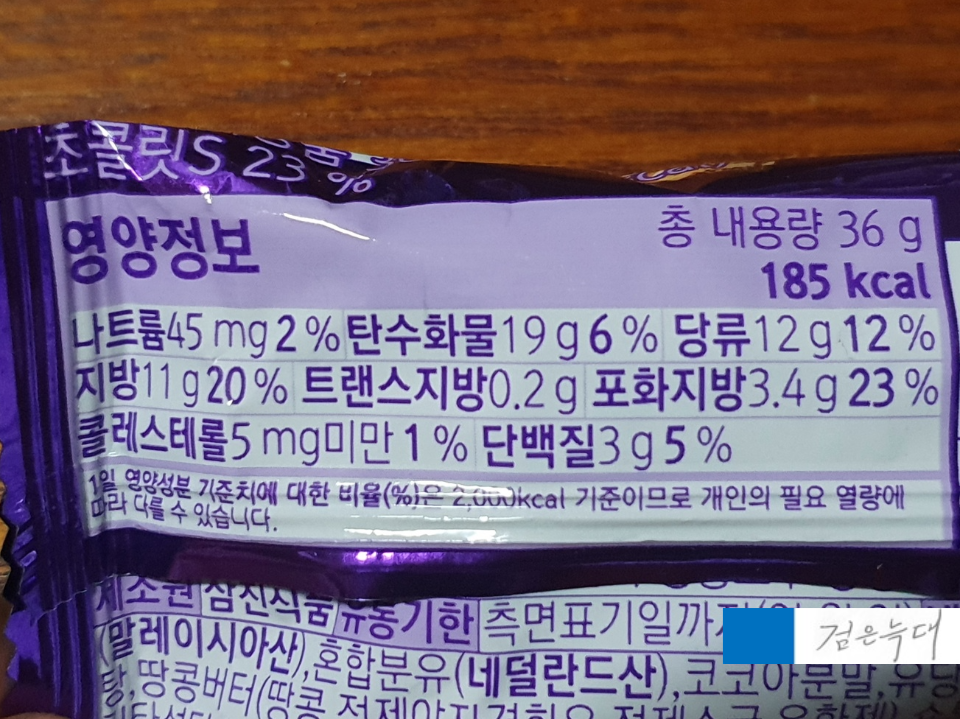 초콜릿S 23 %
영양정보
총 내용량 36 g
185 kcal
나트륨45 mg 2 % 탄수화물19 g 6 % 당류12 g 12 %
지방11 g 20 % 트랜스지방0.2 g 포화지방3.4 g 23 %
콜레스테롤5 mg미만 1 % 단백질3 g 5 %
1일 영양성분 기준치에 대한 비율(%)은 2,000kcal 기준이므로 개인의 필요 열량에
따라 다를 수 있습니다.
제조원 삼진식품 유통기한 측면표기일까지
(말레이시아산),혼합분유(네덜란드산),코코아분말,유당
당,땅콩버터(땅콩
검은늑대